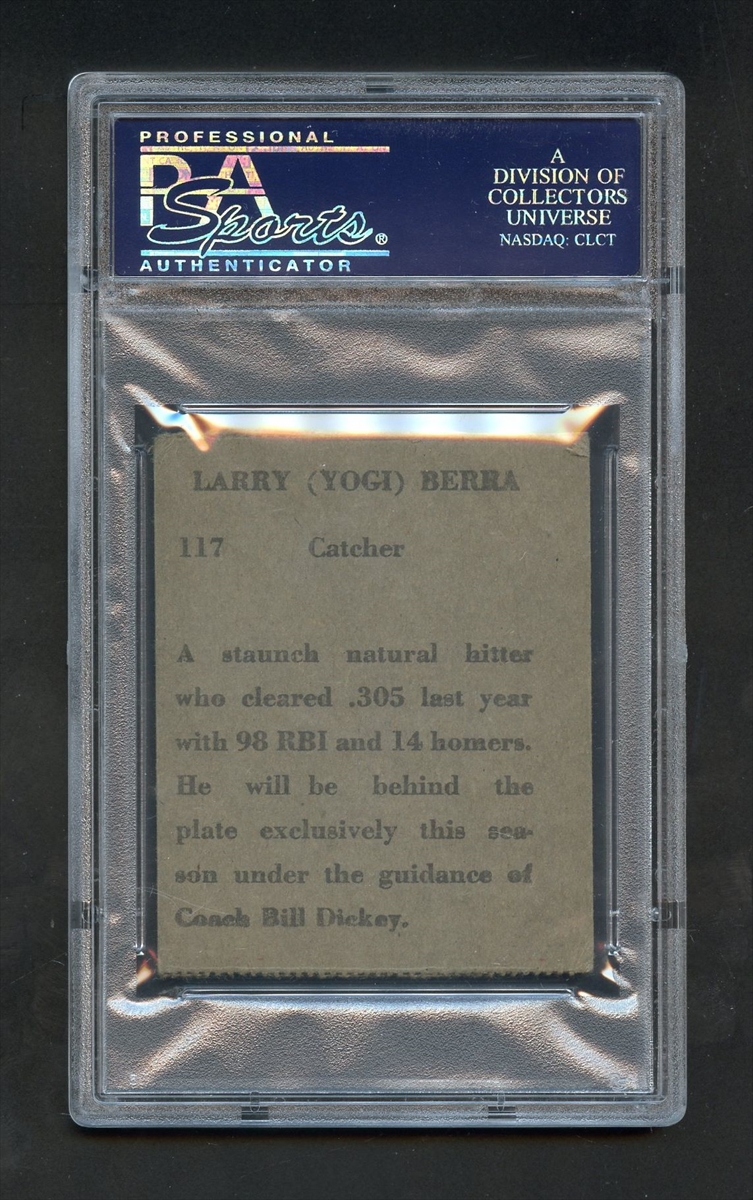 PROFESSIONAL
PSA
Sports®
AUTHENTICATOR
A
DIVISION OF
COLLECTORS
UNIVERSE
NASDAQ: CLCT
LARRY (YOGI) BERRA
117 Catcher
A staunch natural hitter
who cleared .305 last year
with 98 RBI and 14 homers.
He will be behind the
plate exclusively this sea-
son under the guidance of
Coach Bill Dickey.